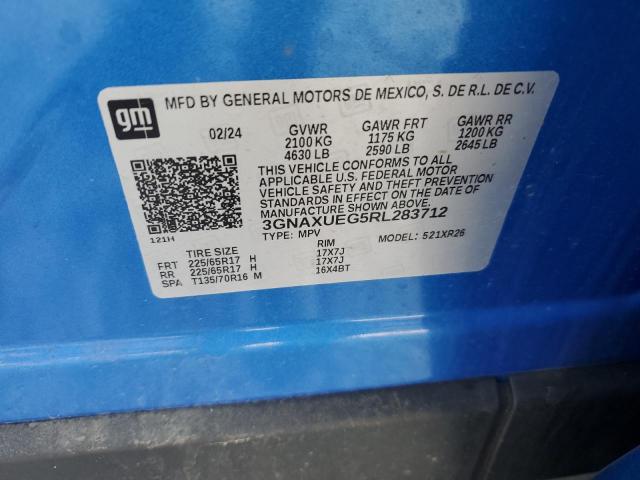 gm
MFD BY GENERAL MOTORS DE MEXICO, S. DE R.L. DE C.V.
02/24 GVWR GAWR FRT GAWR RR
2100 KG 1175 KG 1200 KG
4630 LB 2590 LB 2645 LB
THIS VEHICLE CONFORMS TO ALL
APPLICABLE U.S. FEDERAL MOTOR
VEHICLE SAFETY AND THEFT PREVENTION
STANDARDS IN EFFECT ON THE DATE OF
MANUFACTURE SHOWN ABOVE.
3GNAXUEG5RL283712
121H
TYPE: MPV MODEL: 521XR26
TIRE SIZE RIM
FRT 225/65R17 H 17X7J
RR 225/65R17 H 17X7J
SPA T135/70R16 M 16X4BT